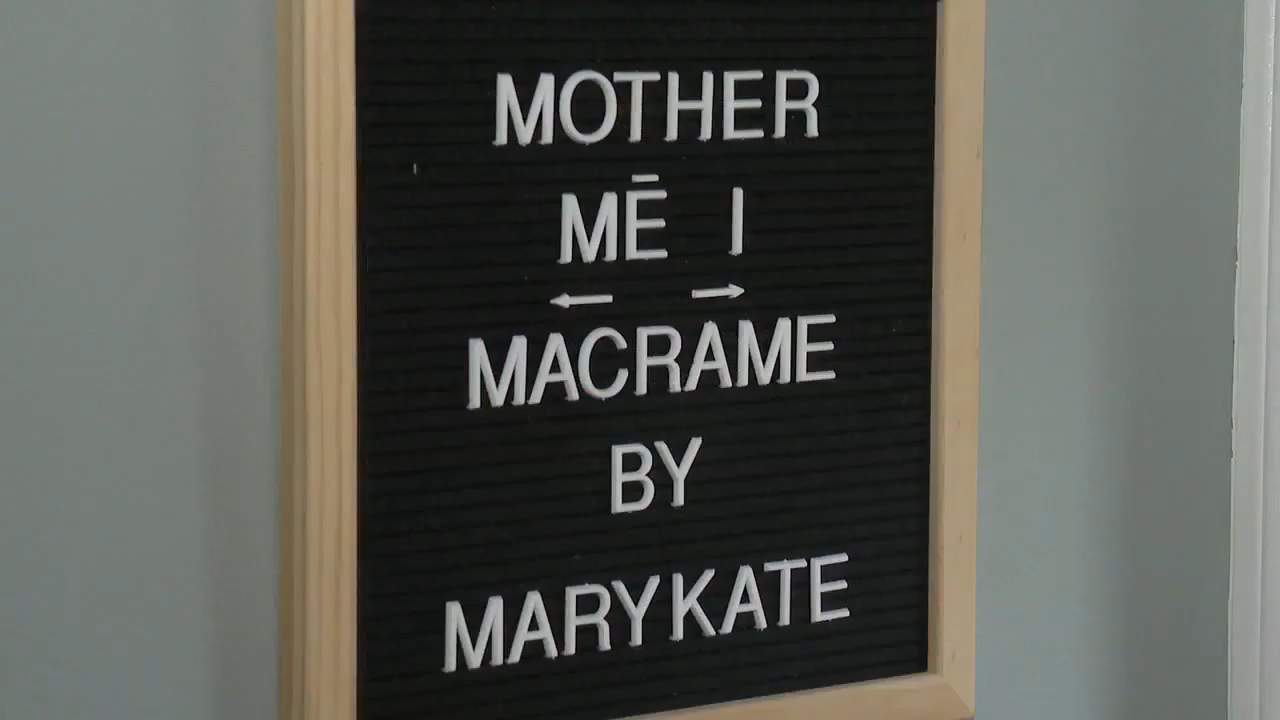 MOTHER
MĒ I
← →
MACRAME
BY
MARYKATE